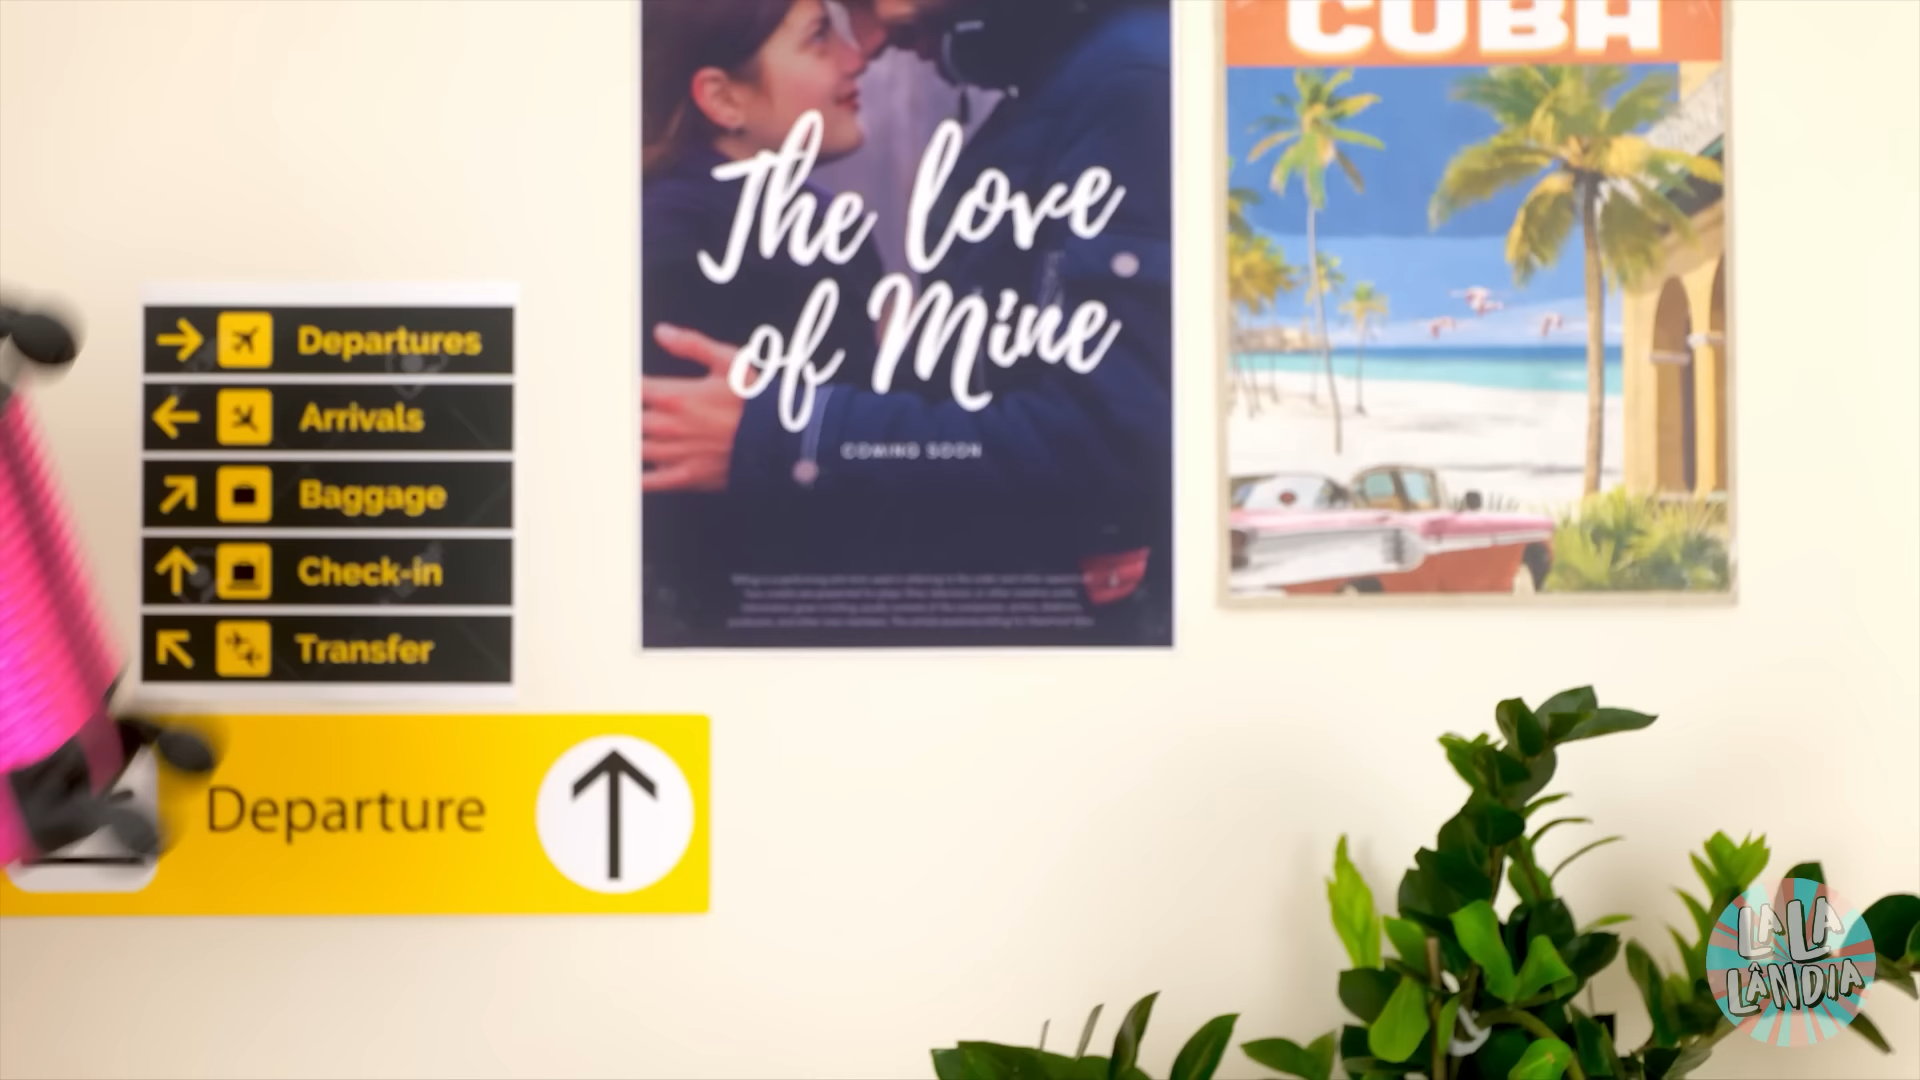 CUBA
The love
of Mine
COMING SOON
Departures
Arrivals
Baggage
Check-in
Transfer
Departure
LA LA
LÂNDIA